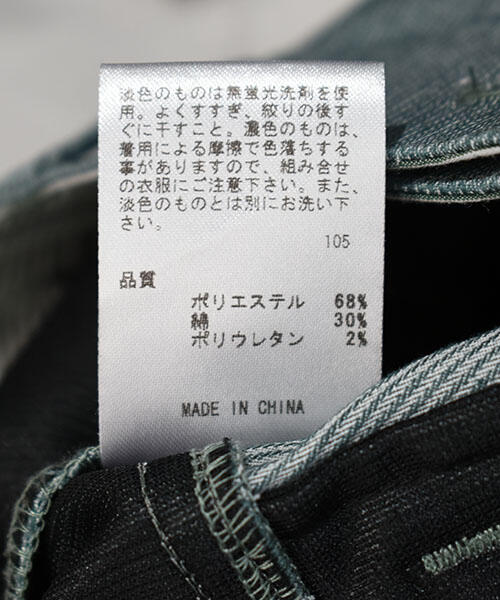 淡色のものは無蛍光洗剤を使
用。よくすすぎ、絞りの後す
ぐに干すこと。濃色のものは、
着用による摩擦で色落ちする
事がありますので、組み合せ
の衣服にご注意下さい。また、
淡色のものとは別にお洗い下
さい。
105
品質
ポリエステル 68%
綿 30%
ポリウレタン 2%
MADE IN CHINA